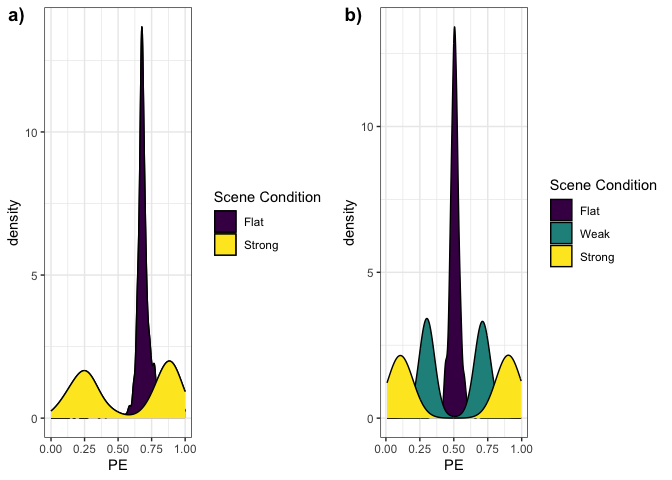 a)
density
10
5
0
0.00 0.25 0.50 0.75 1.00
PE
Scene Condition
Flat
Strong
b)
density
10
5
0
0.00 0.25 0.50 0.75 1.00
PE
Scene Condition
Flat
Weak
Strong